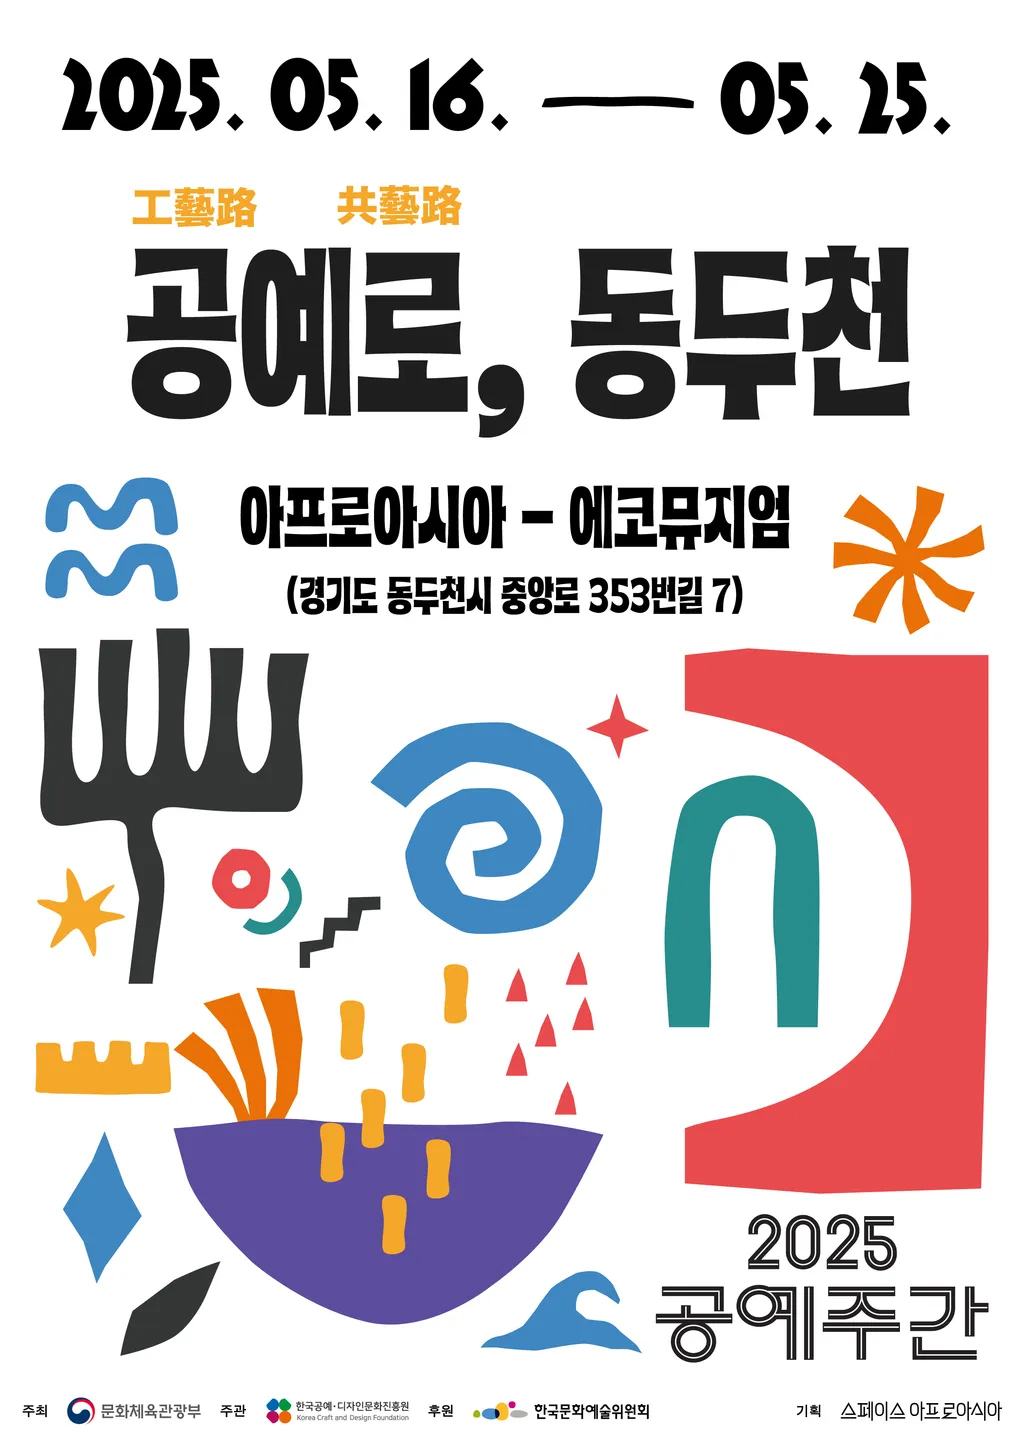 2025. 05. 16. — 05. 25.
工藝路 共藝路
공예로, 동두천
아프로아시아 - 에코뮤지엄
(경기도 동두천시 중앙로 353번길 7)
2025
공예주간
주최 문화체육관광부 주관 한국공예·디자인문화진흥원 Korea Craft and Design Foundation 후원 한국문화예술위원회 기획 스페이스 아프로아시아